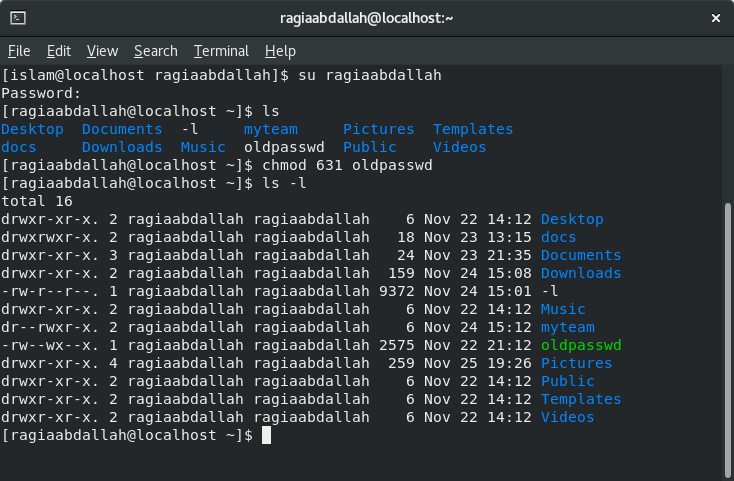 ragiaabdallah@localhost:~
File Edit View Search Terminal Help
[islam@localhost ragiaabdallah]$ su ragiaabdallah
Password:
[ragiaabdallah@localhost ~]$ ls
Desktop  Documents  -l     myteam     Pictures  Templates
docs     Downloads  Music  oldpasswd  Public    Videos
[ragiaabdallah@localhost ~]$ chmod 631 oldpasswd
[ragiaabdallah@localhost ~]$ ls -l
total 16
drwxr-xr-x. 2 ragiaabdallah ragiaabdallah    6 Nov 22 14:12 Desktop
drwxrwxr-x. 2 ragiaabdallah ragiaabdallah   18 Nov 23 13:15 docs
drwxr-xr-x. 3 ragiaabdallah ragiaabdallah   24 Nov 23 21:35 Documents
drwxr-xr-x. 2 ragiaabdallah ragiaabdallah  159 Nov 24 15:08 Downloads
-rw-r--r--. 1 ragiaabdallah ragiaabdallah 9372 Nov 24 15:01 -l
drwxr-xr-x. 2 ragiaabdallah ragiaabdallah    6 Nov 22 14:12 Music
dr--rwxr-x. 2 ragiaabdallah ragiaabdallah    6 Nov 24 15:12 myteam
-rw--wx--x. 1 ragiaabdallah ragiaabdallah 2575 Nov 22 21:12 oldpasswd
drwxr-xr-x. 4 ragiaabdallah ragiaabdallah  259 Nov 25 19:26 Pictures
drwxr-xr-x. 2 ragiaabdallah ragiaabdallah    6 Nov 22 14:12 Public
drwxr-xr-x. 2 ragiaabdallah ragiaabdallah    6 Nov 22 14:12 Templates
drwxr-xr-x. 2 ragiaabdallah ragiaabdallah    6 Nov 22 14:12 Videos
[ragiaabdallah@localhost ~]$